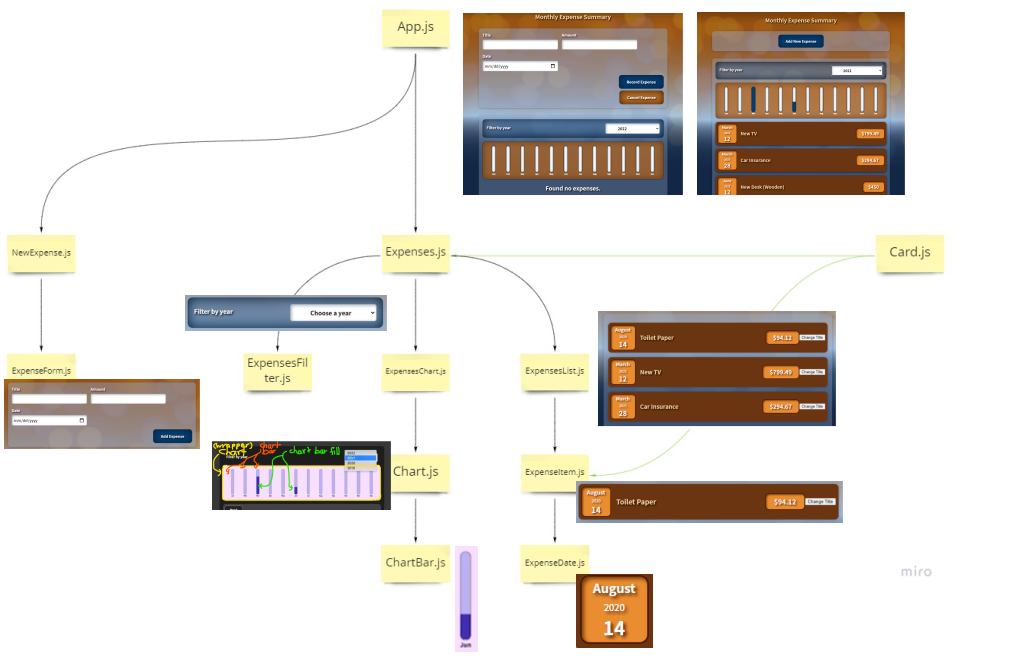 App.js
Monthly Expense Summary
Title
Amount
Date
mm/dd/yyyy
Record Expense
Cancel Expense
Filter by year
2022
Found no expenses.
Monthly Expense Summary
Add New Expense
Filter by year
2021
March
2021
12
New TV
$799.49
March
2021
28
Car Insurance
$294.67
March
2021
12
New Desk (Wooden)
$450
NewExpense.js
Expenses.js
Card.js
Filter by year
Choose a year
ExpenseForm.js
Title
Amount
Date
mm/dd/yyyy
Add Expense
ExpensesFil
ter.js
ExpensesChart.js
ExpensesList.js
August
2020
14
Toilet Paper
$94.12
Change Title
March
2021
12
New TV
$799.49
Change Title
March
2021
28
Car Insurance
$294.67
Change Title
(wrapper)
Chart
chart
bar
chart bar fill
Filter by year
Chart.js
ExpenseItem.js
August
2020
14
Toilet Paper
$94.12
Change Title
ChartBar.js
Jan
ExpenseDate.js
August
2020
14
miro